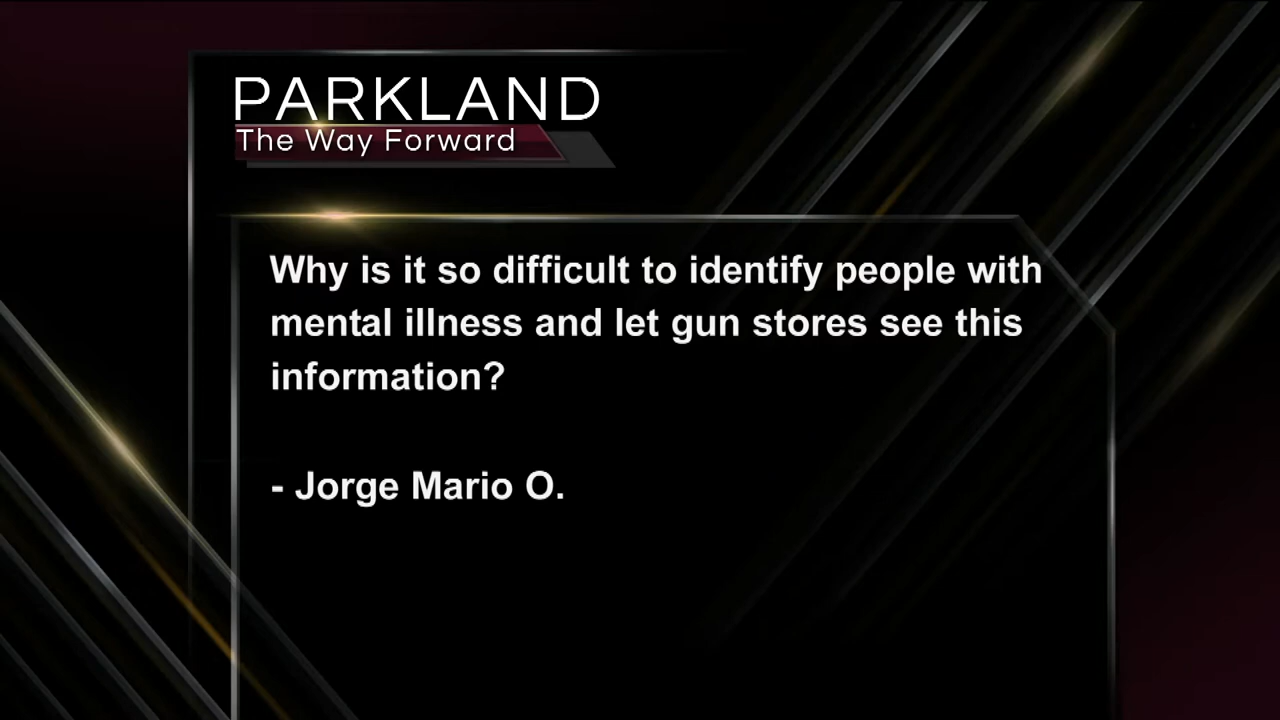 PARKLAND
The Way Forward
Why is it so difficult to identify people with
mental illness and let gun stores see this
information?
- Jorge Mario O.